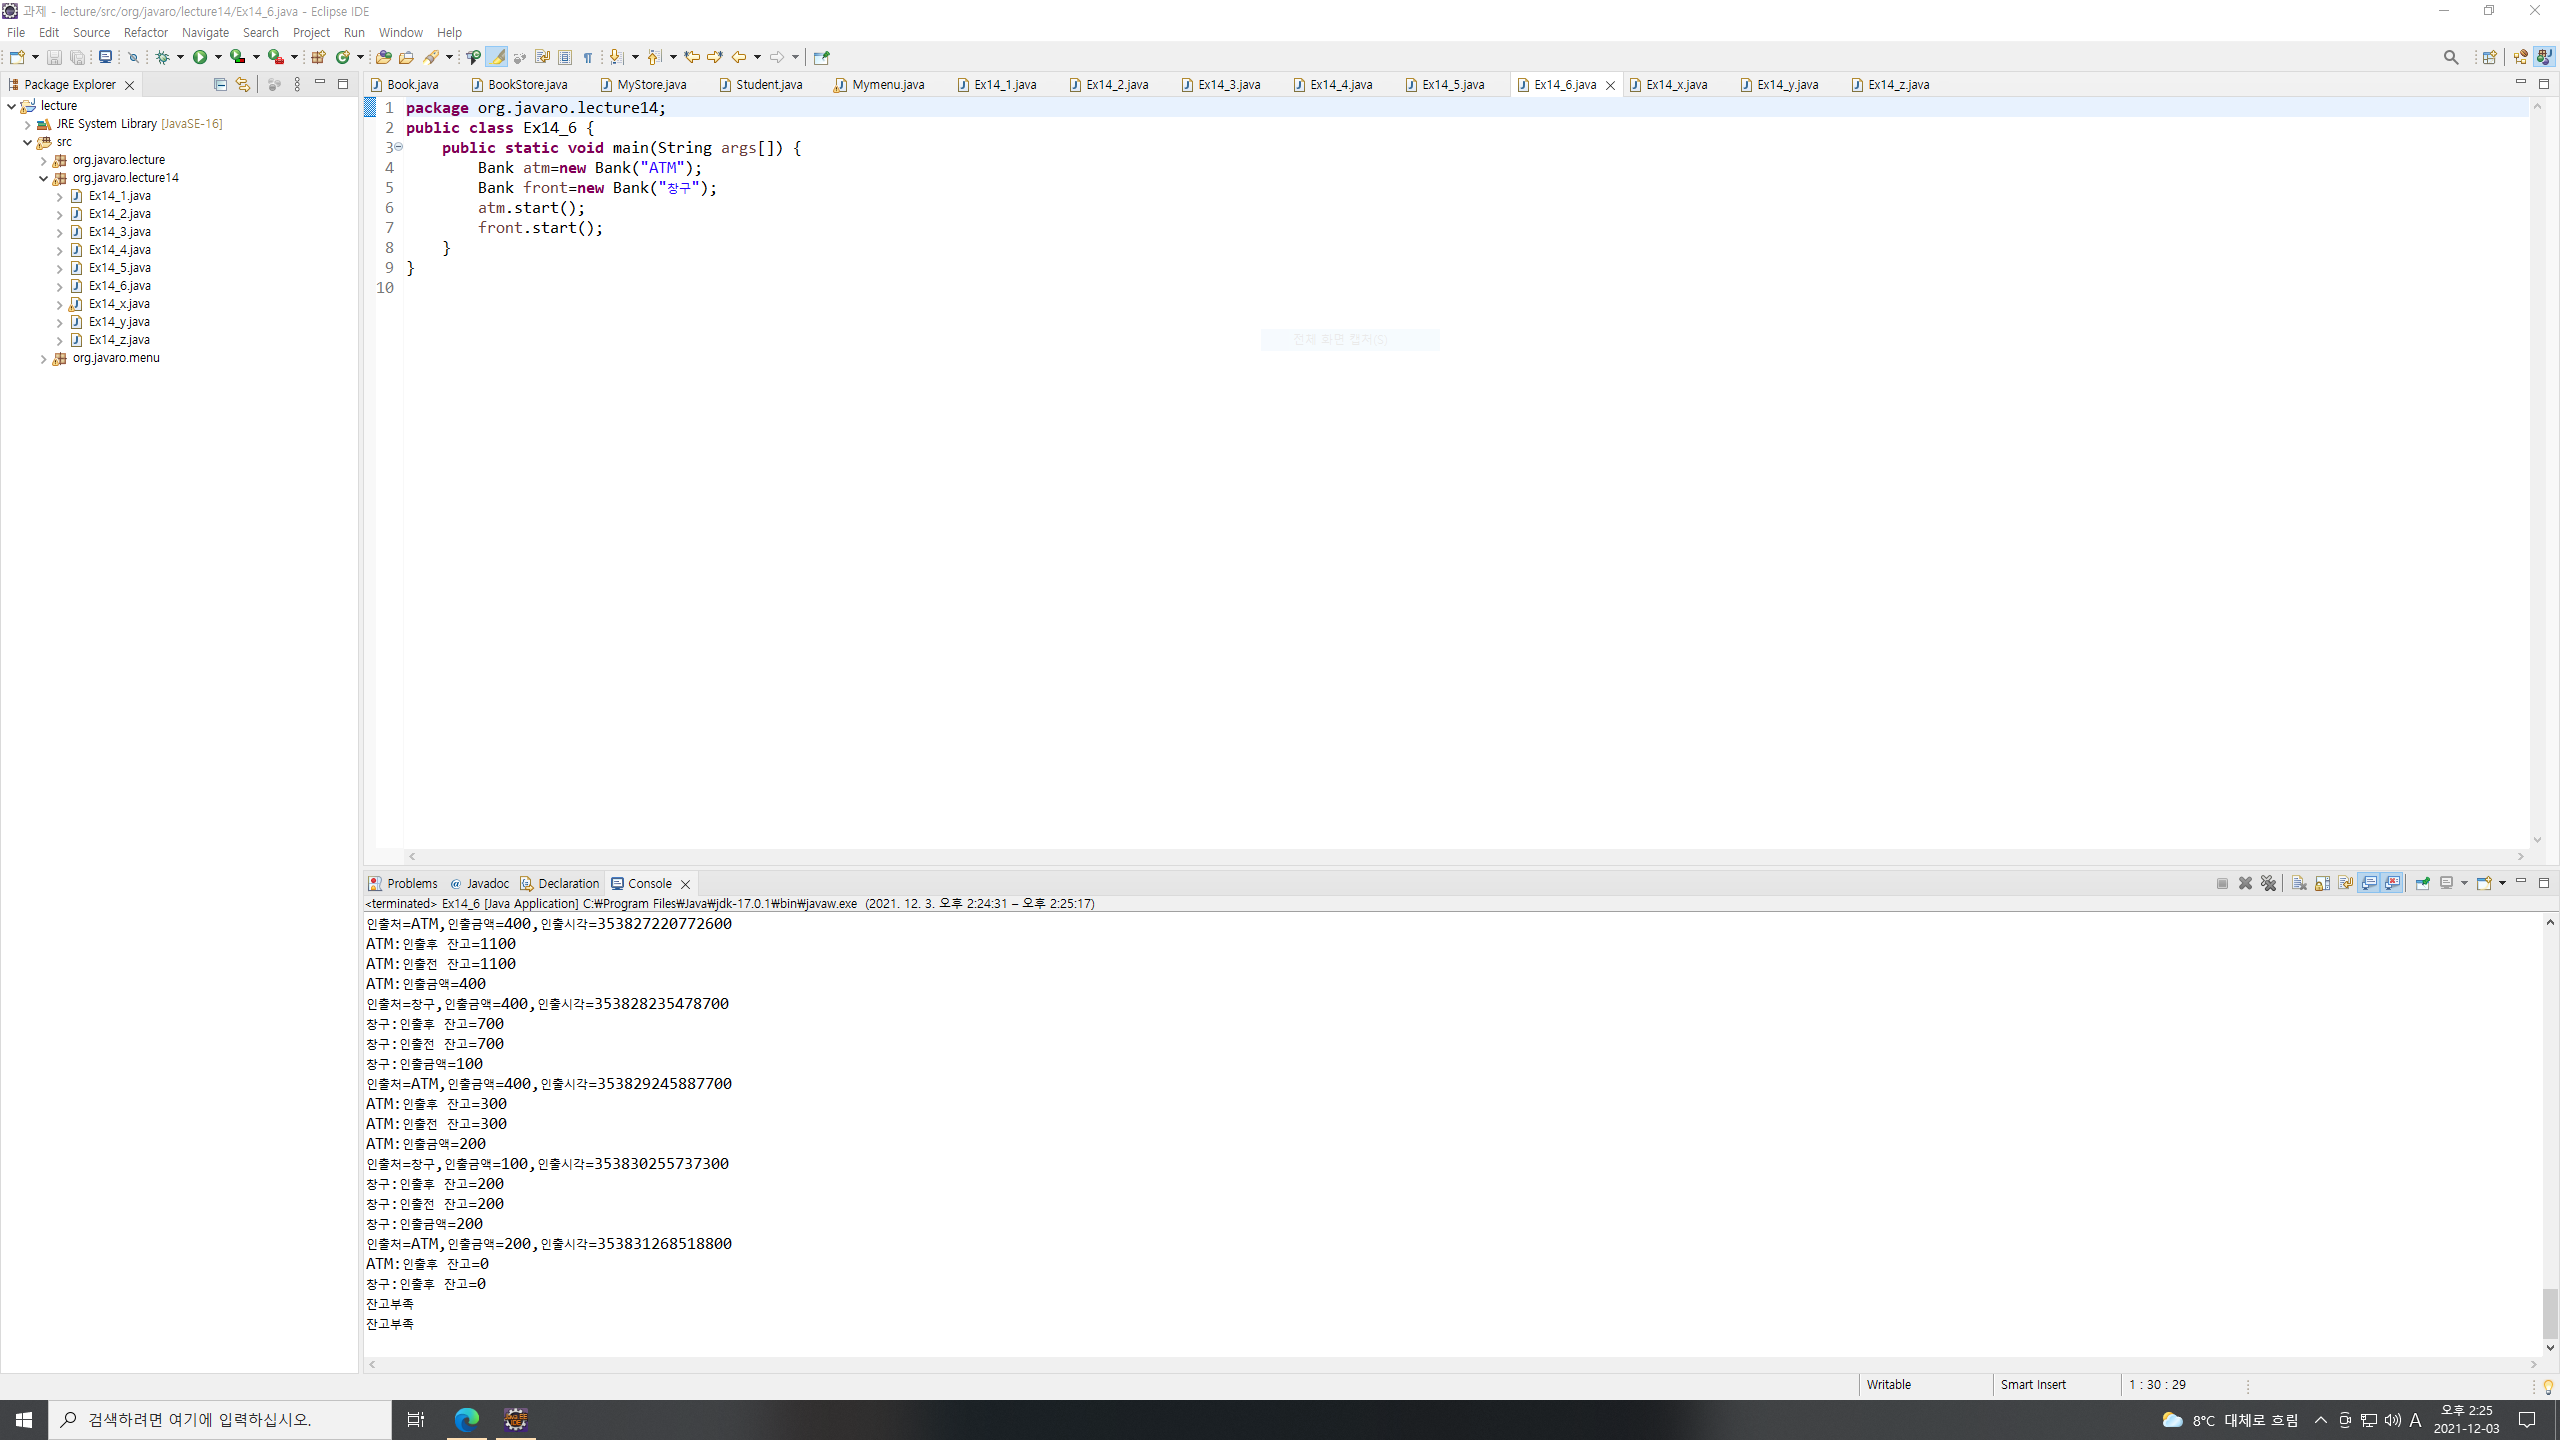 과제 - lecture/src/org/javaro/lecture14/Ex14_6.java - Eclipse IDE
File Edit Source Refactor Navigate Search Project Run Window Help
Package Explorer
Book.java BookStore.java MyStore.java Student.java Mymenu.java Ex14_1.java Ex14_2.java Ex14_3.java Ex14_4.java Ex14_5.java Ex14_6.java Ex14_x.java Ex14_y.java Ex14_z.java
lecture
JRE System Library [JavaSE-16]
src
org.javaro.lecture
org.javaro.lecture14
Ex14_1.java
Ex14_2.java
Ex14_3.java
Ex14_4.java
Ex14_5.java
Ex14_6.java
Ex14_x.java
Ex14_y.java
Ex14_z.java
org.javaro.menu
1 package org.javaro.lecture14;
2 public class Ex14_6 {
3 public static void main(String args[]) {
4 Bank atm=new Bank("ATM");
5 Bank front=new Bank("창구");
6 atm.start();
7 front.start();
8 }
9 }
10
전체 화면 캡처(S)
Problems @ Javadoc Declaration Console
<terminated> Ex14_6 [Java Application] C:₩Program Files₩Java₩jdk-17.0.1₩bin₩javaw.exe (2021. 12. 3. 오후 2:24:31 – 오후 2:25:17)
인출처=ATM,인출금액=400,인출시각=353827220772600
ATM:인출후 잔고=1100
ATM:인출전 잔고=1100
ATM:인출금액=400
인출처=창구,인출금액=400,인출시각=353828235478700
창구:인출후 잔고=700
창구:인출전 잔고=700
창구:인출금액=100
인출처=ATM,인출금액=400,인출시각=353829245887700
ATM:인출후 잔고=300
ATM:인출전 잔고=300
ATM:인출금액=200
인출처=창구,인출금액=100,인출시각=353830255737300
창구:인출후 잔고=200
창구:인출전 잔고=200
창구:인출금액=200
인출처=ATM,인출금액=200,인출시각=353831268518800
ATM:인출후 잔고=0
창구:인출후 잔고=0
잔고부족
잔고부족
Writable Smart Insert 1 : 30 : 29
검색하려면 여기에 입력하십시오.
8°C 대체로 흐림 A 오후 2:25
2021-12-03